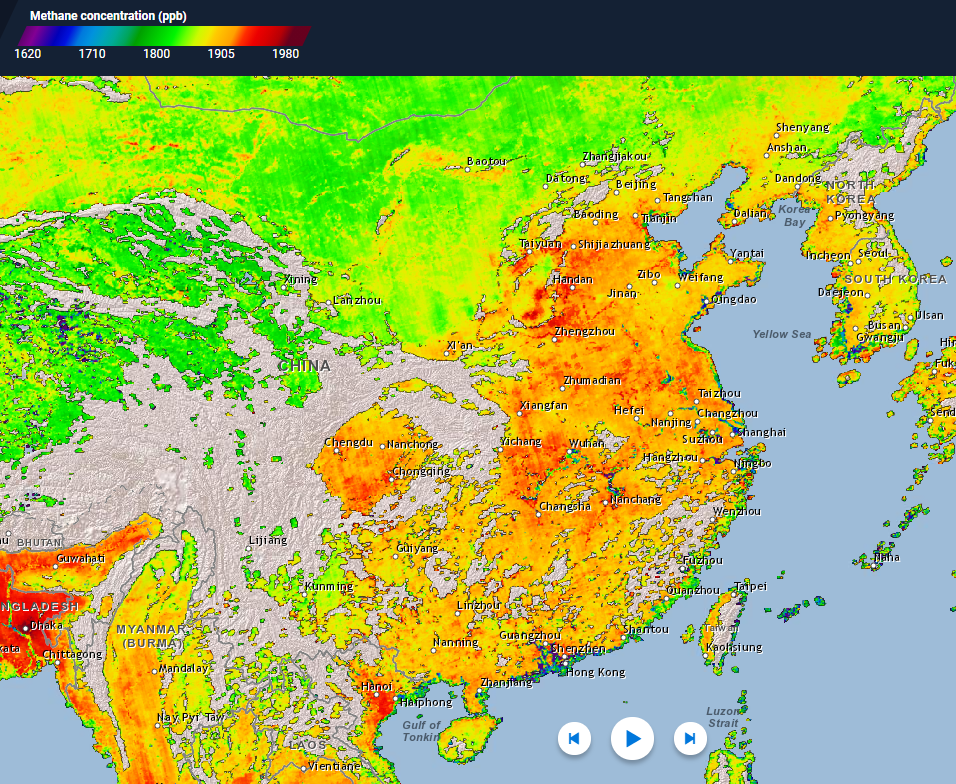 Methane concentration (ppb)
1620 1710 1800 1905 1980
Shenyang
Anshan
Baotou
Zhangjiakou
Datong
Beijing
Dandong
NORTH
KOREA
Tangshan
Baoding
Tianjin
Dalian
Korea
Bay
Pyongyang
Taiyuan
Shijiazhuang
Yantai
Incheon
Seoul
Xining
Handan
Zibo
Weifang
SOUTH KOREA
Jinan
Daejeon
Lanzhou
Qingdao
Ulsan
Busan
Zhengzhou
Yellow Sea
Gwangju
Xi'an
CHINA
Zhumadian
Taizhou
Xiangfan
Hefei
Changzhou
Nanjing
Shanghai
Suzhou
Chengdu
Nanchong
Yichang
Wuhan
Hangzhou
Ningbo
Chongqing
Nanchang
Changsha
Wenzhou
BHUTAN
Lijiang
Guiyang
Guwahati
Fuzhou
Naha
Kunming
Quanzhou
Taipei
NGLADESH
Linzhou
Dhaka
MYANMAR
(BURMA)
Shantou
Taiwan
Guangzhou
Nanning
Kaohsiung
kata
Chittagong
Shenzhen
Mandalay
Hong Kong
Hanoi
Zhanjiang
Haiphong
Nay Pyi Taw
Gulf of
Tonkin
Luzon
Strait
LAOS
Vientiane